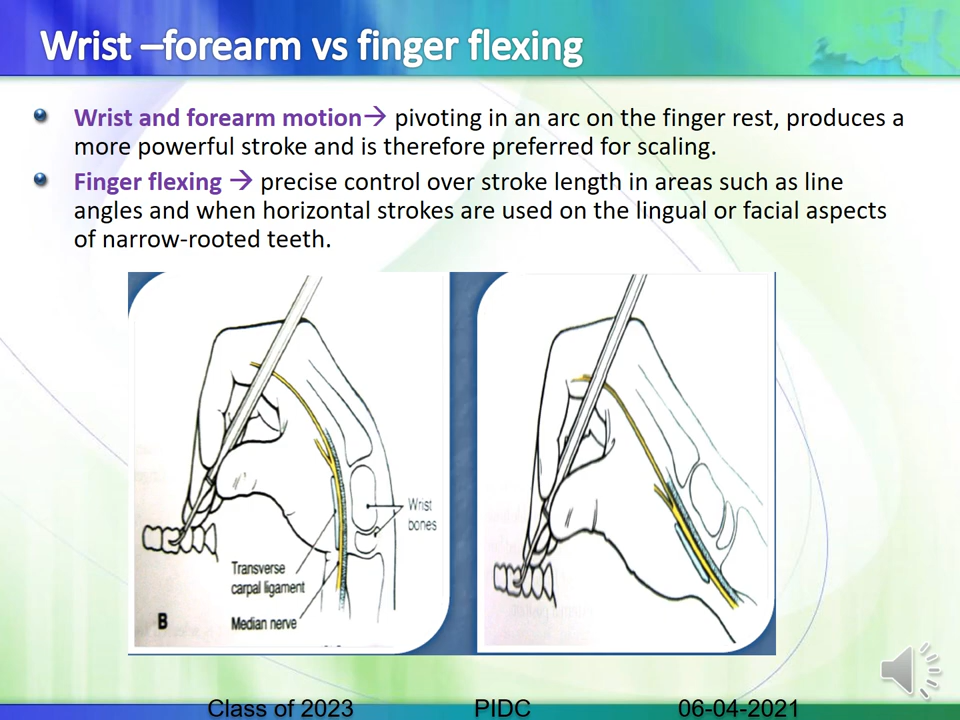 Wrist –forearm vs finger flexing
Wrist and forearm motion→ pivoting in an arc on the finger rest, produces a
more powerful stroke and is therefore preferred for scaling.
Finger flexing → precise control over stroke length in areas such as line
angles and when horizontal strokes are used on the lingual or facial aspects
of narrow-rooted teeth.
Wrist
bones
Transverse
carpal ligament
Median nerve
B
Class of 2023 PIDC 06-04-2021